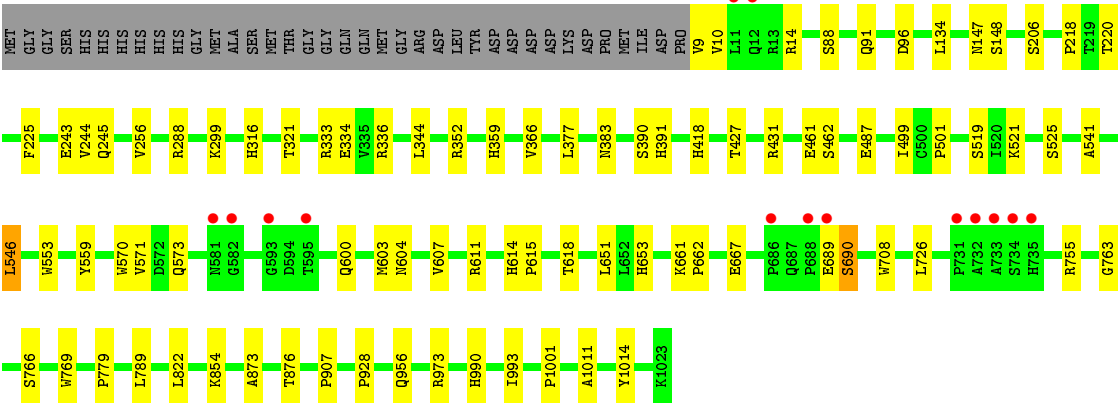 MET GLY GLY SER HIS HIS HIS HIS HIS HIS GLY MET ALA SER MET THR GLY GLY GLN GLN MET GLY ARG ASP LEU TYR ASP ASP ASP ASP LYS ASP PRO MET ILE ASP PRO V9 V10 L11 Q12 R13 R14 S88 Q91 D96 L134 N147 S148 S206 P218 T219 T220
F225 E243 V244 Q245 V256 R288 K299 H316 T321 R333 E334 V335 R336 L344 R352 H359 V366 L377 N383 S390 H391 H418 T427 R431 E461 S462 E487 I499 C500 P501 S519 I520 K521 S525 A541
L546 W553 Y559 W570 V571 D572 Q573 N581 G582 G593 D594 T595 Q600 M603 N604 V607 R611 H614 P615 T618 L651 L652 H653 K661 P662 E667 P686 Q687 P688 E689 S690 W708 L726 P731 A732 A733 S734 H735 R755 G763
S766 W769 P779 L789 L822 K854 A873 T876 P907 P928 Q956 R973 H990 I993 P1001 A1011 Y1014 K1023